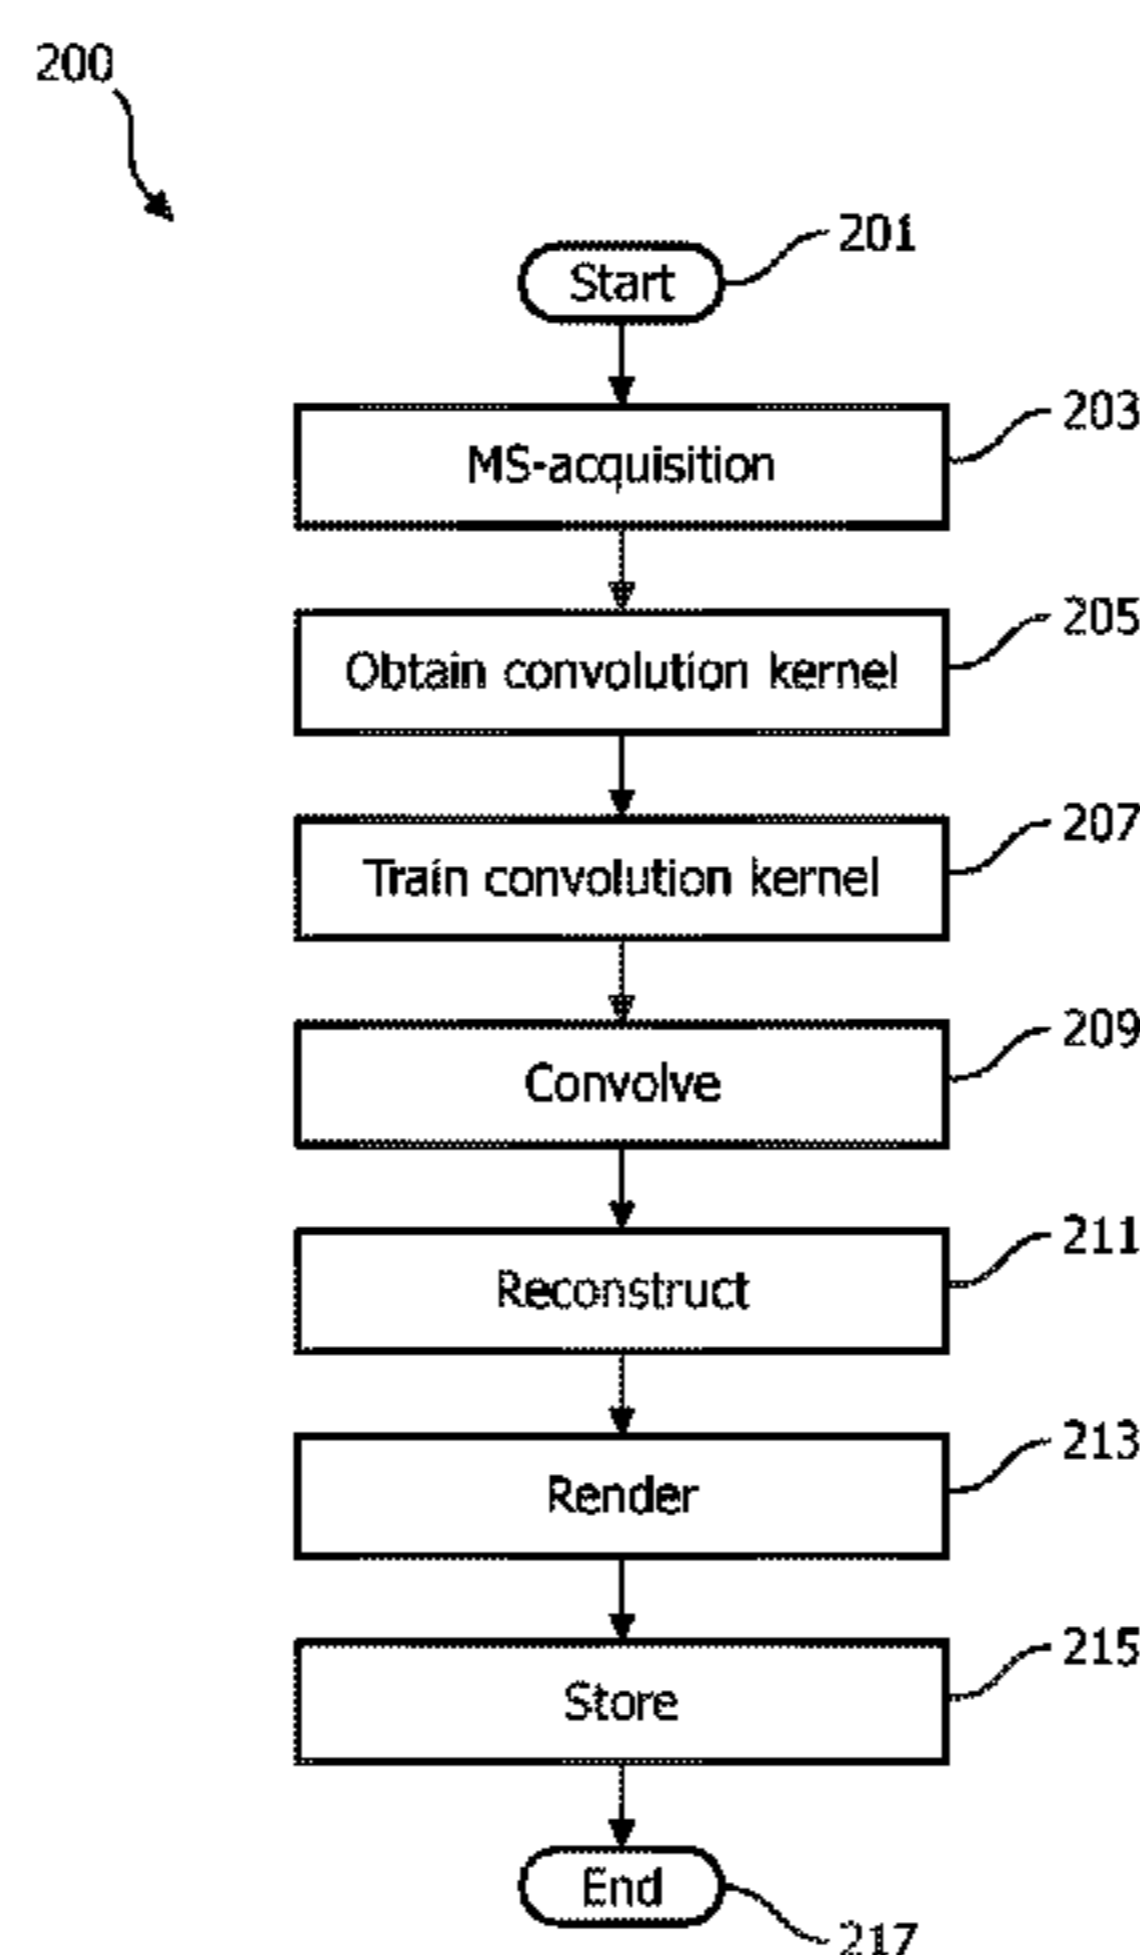 200
201
Start
203
MS-acquisition
205
Obtain convolution kernel
207
Train convolution kernel
209
Convolve
211
Reconstruct
213
Render
215
Store
End
217